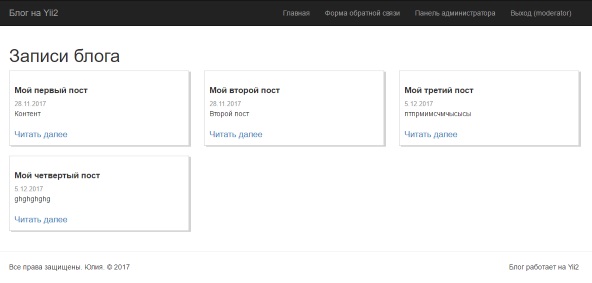 Блог на Yii2 Главная Форма обратной связи Панель администратора Выход (moderator)
Записи блога
Мой первый пост
28.11.2017
Контент
Читать далее
Мой второй пост
28.11.2017
Второй пост
Читать далее
Мой третий пост
5.12.2017
птпрмимсмчысысы
Читать далее
Мой четвертый пост
5.12.2017
ghghghghg
Читать далее
Все права защищены. Юлия. © 2017 Блог работает на Yii2